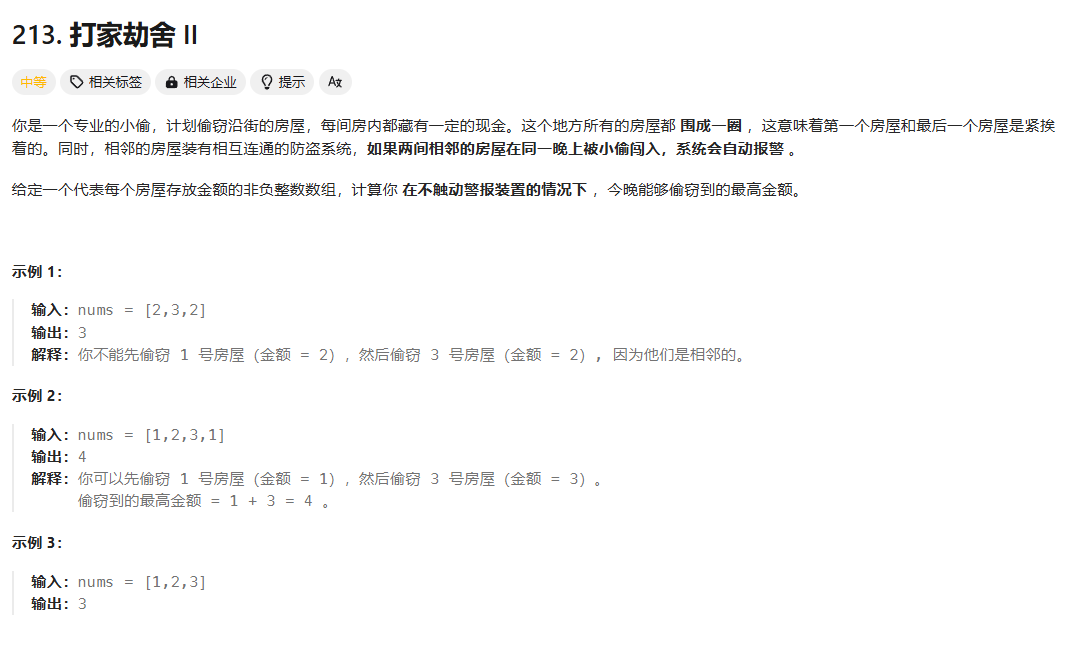 213. 打家劫舍 II
中等 相关标签 相关企业 提示 Aあ
你是一个专业的小偷，计划偷窃沿街的房屋，每间房内都藏有一定的现金。这个地方所有的房屋都 围成一圈 ，这意味着第一个房屋和最后一个房屋是紧挨
着的。同时，相邻的房屋装有相互连通的防盗系统，如果两间相邻的房屋在同一晚上被小偷闯入，系统会自动报警 。
给定一个代表每个房屋存放金额的非负整数数组，计算你 在不触动警报装置的情况下 ，今晚能够偷窃到的最高金额。
示例 1：
输入：nums = [2,3,2]
输出：3
解释：你不能先偷窃 1 号房屋（金额 = 2），然后偷窃 3 号房屋（金额 = 2）, 因为他们是相邻的。
示例 2：
输入：nums = [1,2,3,1]
输出：4
解释：你可以先偷窃 1 号房屋（金额 = 1），然后偷窃 3 号房屋（金额 = 3）。
偷窃到的最高金额 = 1 + 3 = 4 。
示例 3：
输入：nums = [1,2,3]
输出：3